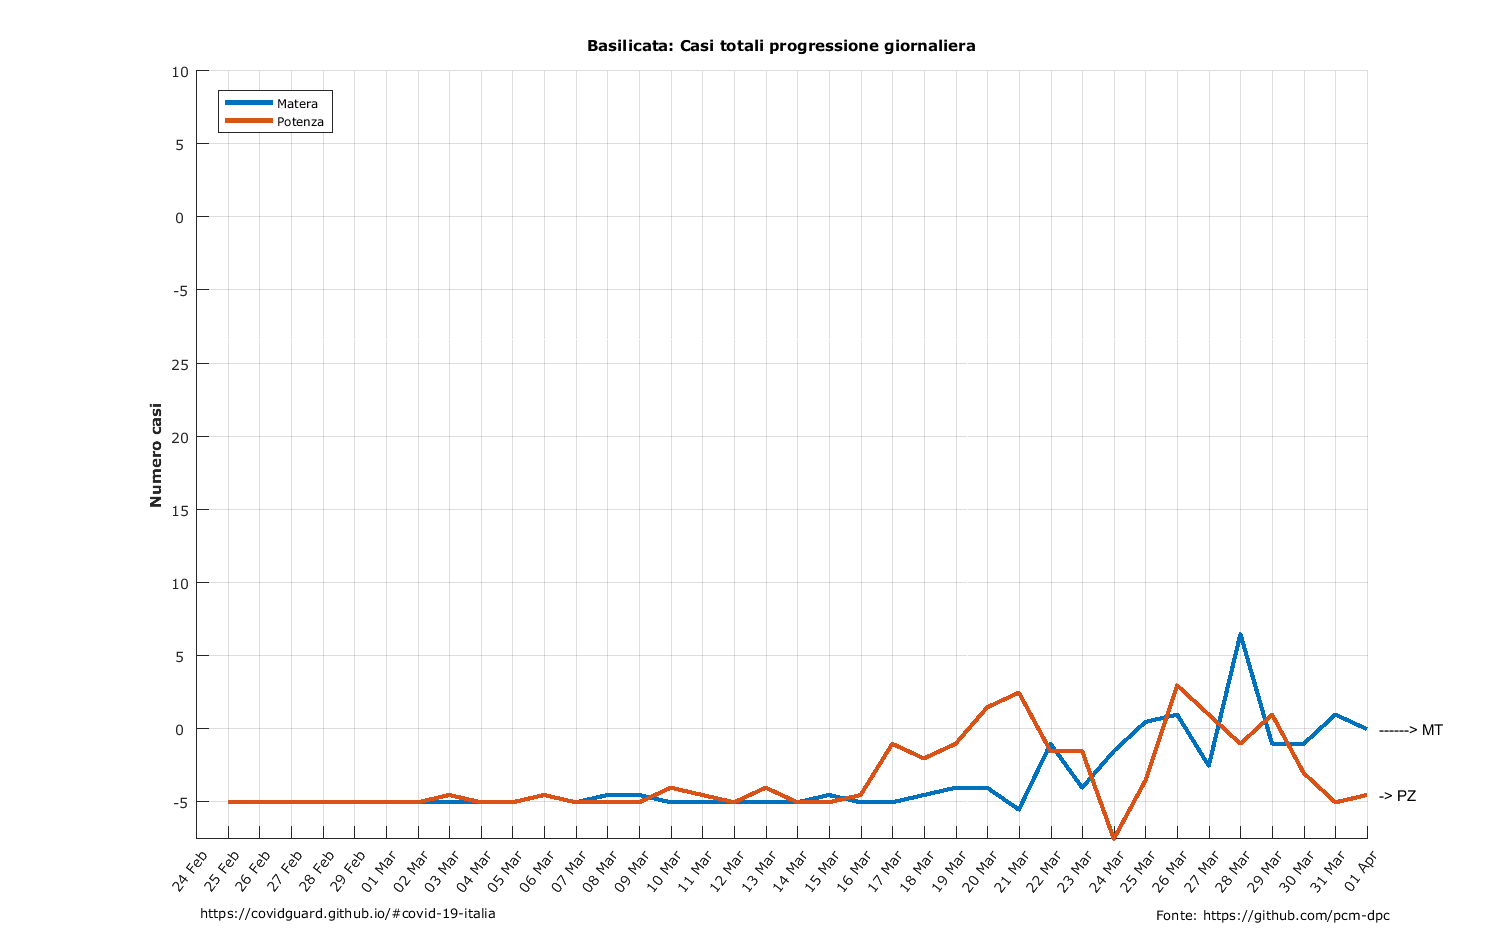 Basilicata: Casi totali progressione giornaliera
10
5
0
-5
25
20
15
10
5
0
-5
Numero casi
Matera
Potenza
------> MT
-> PZ
24 Feb
25 Feb
26 Feb
27 Feb
28 Feb
29 Feb
01 Mar
02 Mar
03 Mar
04 Mar
05 Mar
06 Mar
07 Mar
08 Mar
09 Mar
10 Mar
11 Mar
12 Mar
13 Mar
14 Mar
15 Mar
16 Mar
17 Mar
18 Mar
19 Mar
20 Mar
21 Mar
22 Mar
23 Mar
24 Mar
25 Mar
26 Mar
27 Mar
28 Mar
29 Mar
30 Mar
31 Mar
01 Apr
https://covidguard.github.io/#covid-19-italia
Fonte: https://github.com/pcm-dpc